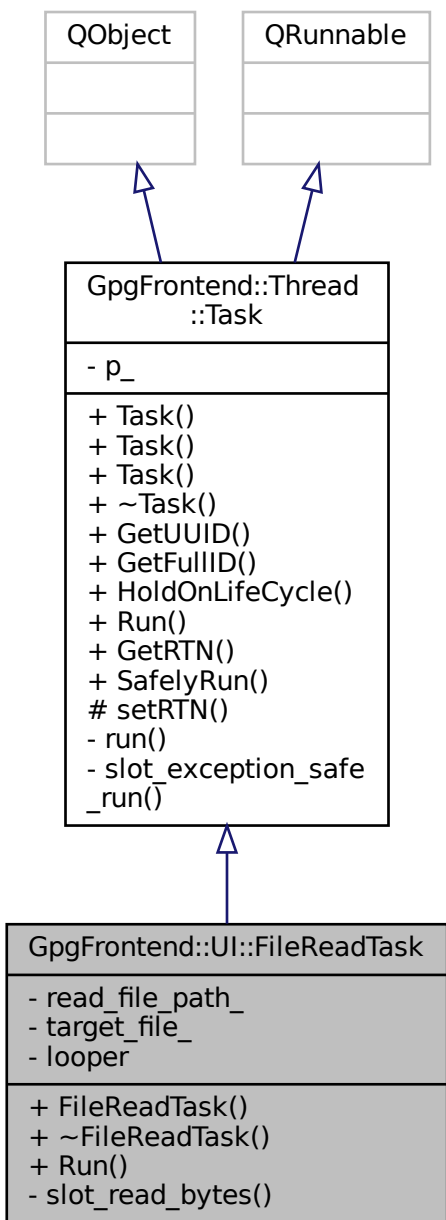 QObject
QRunnable
GpgFrontend::Thread
::Task
- p_
+ Task()
+ Task()
+ Task()
+ ~Task()
+ GetUUID()
+ GetFullID()
+ HoldOnLifeCycle()
+ Run()
+ GetRTN()
+ SafelyRun()
# setRTN()
- run()
- slot_exception_safe
_run()
GpgFrontend::UI::FileReadTask
- read_file_path_
- target_file_
- looper
+ FileReadTask()
+ ~FileReadTask()
+ Run()
- slot_read_bytes()